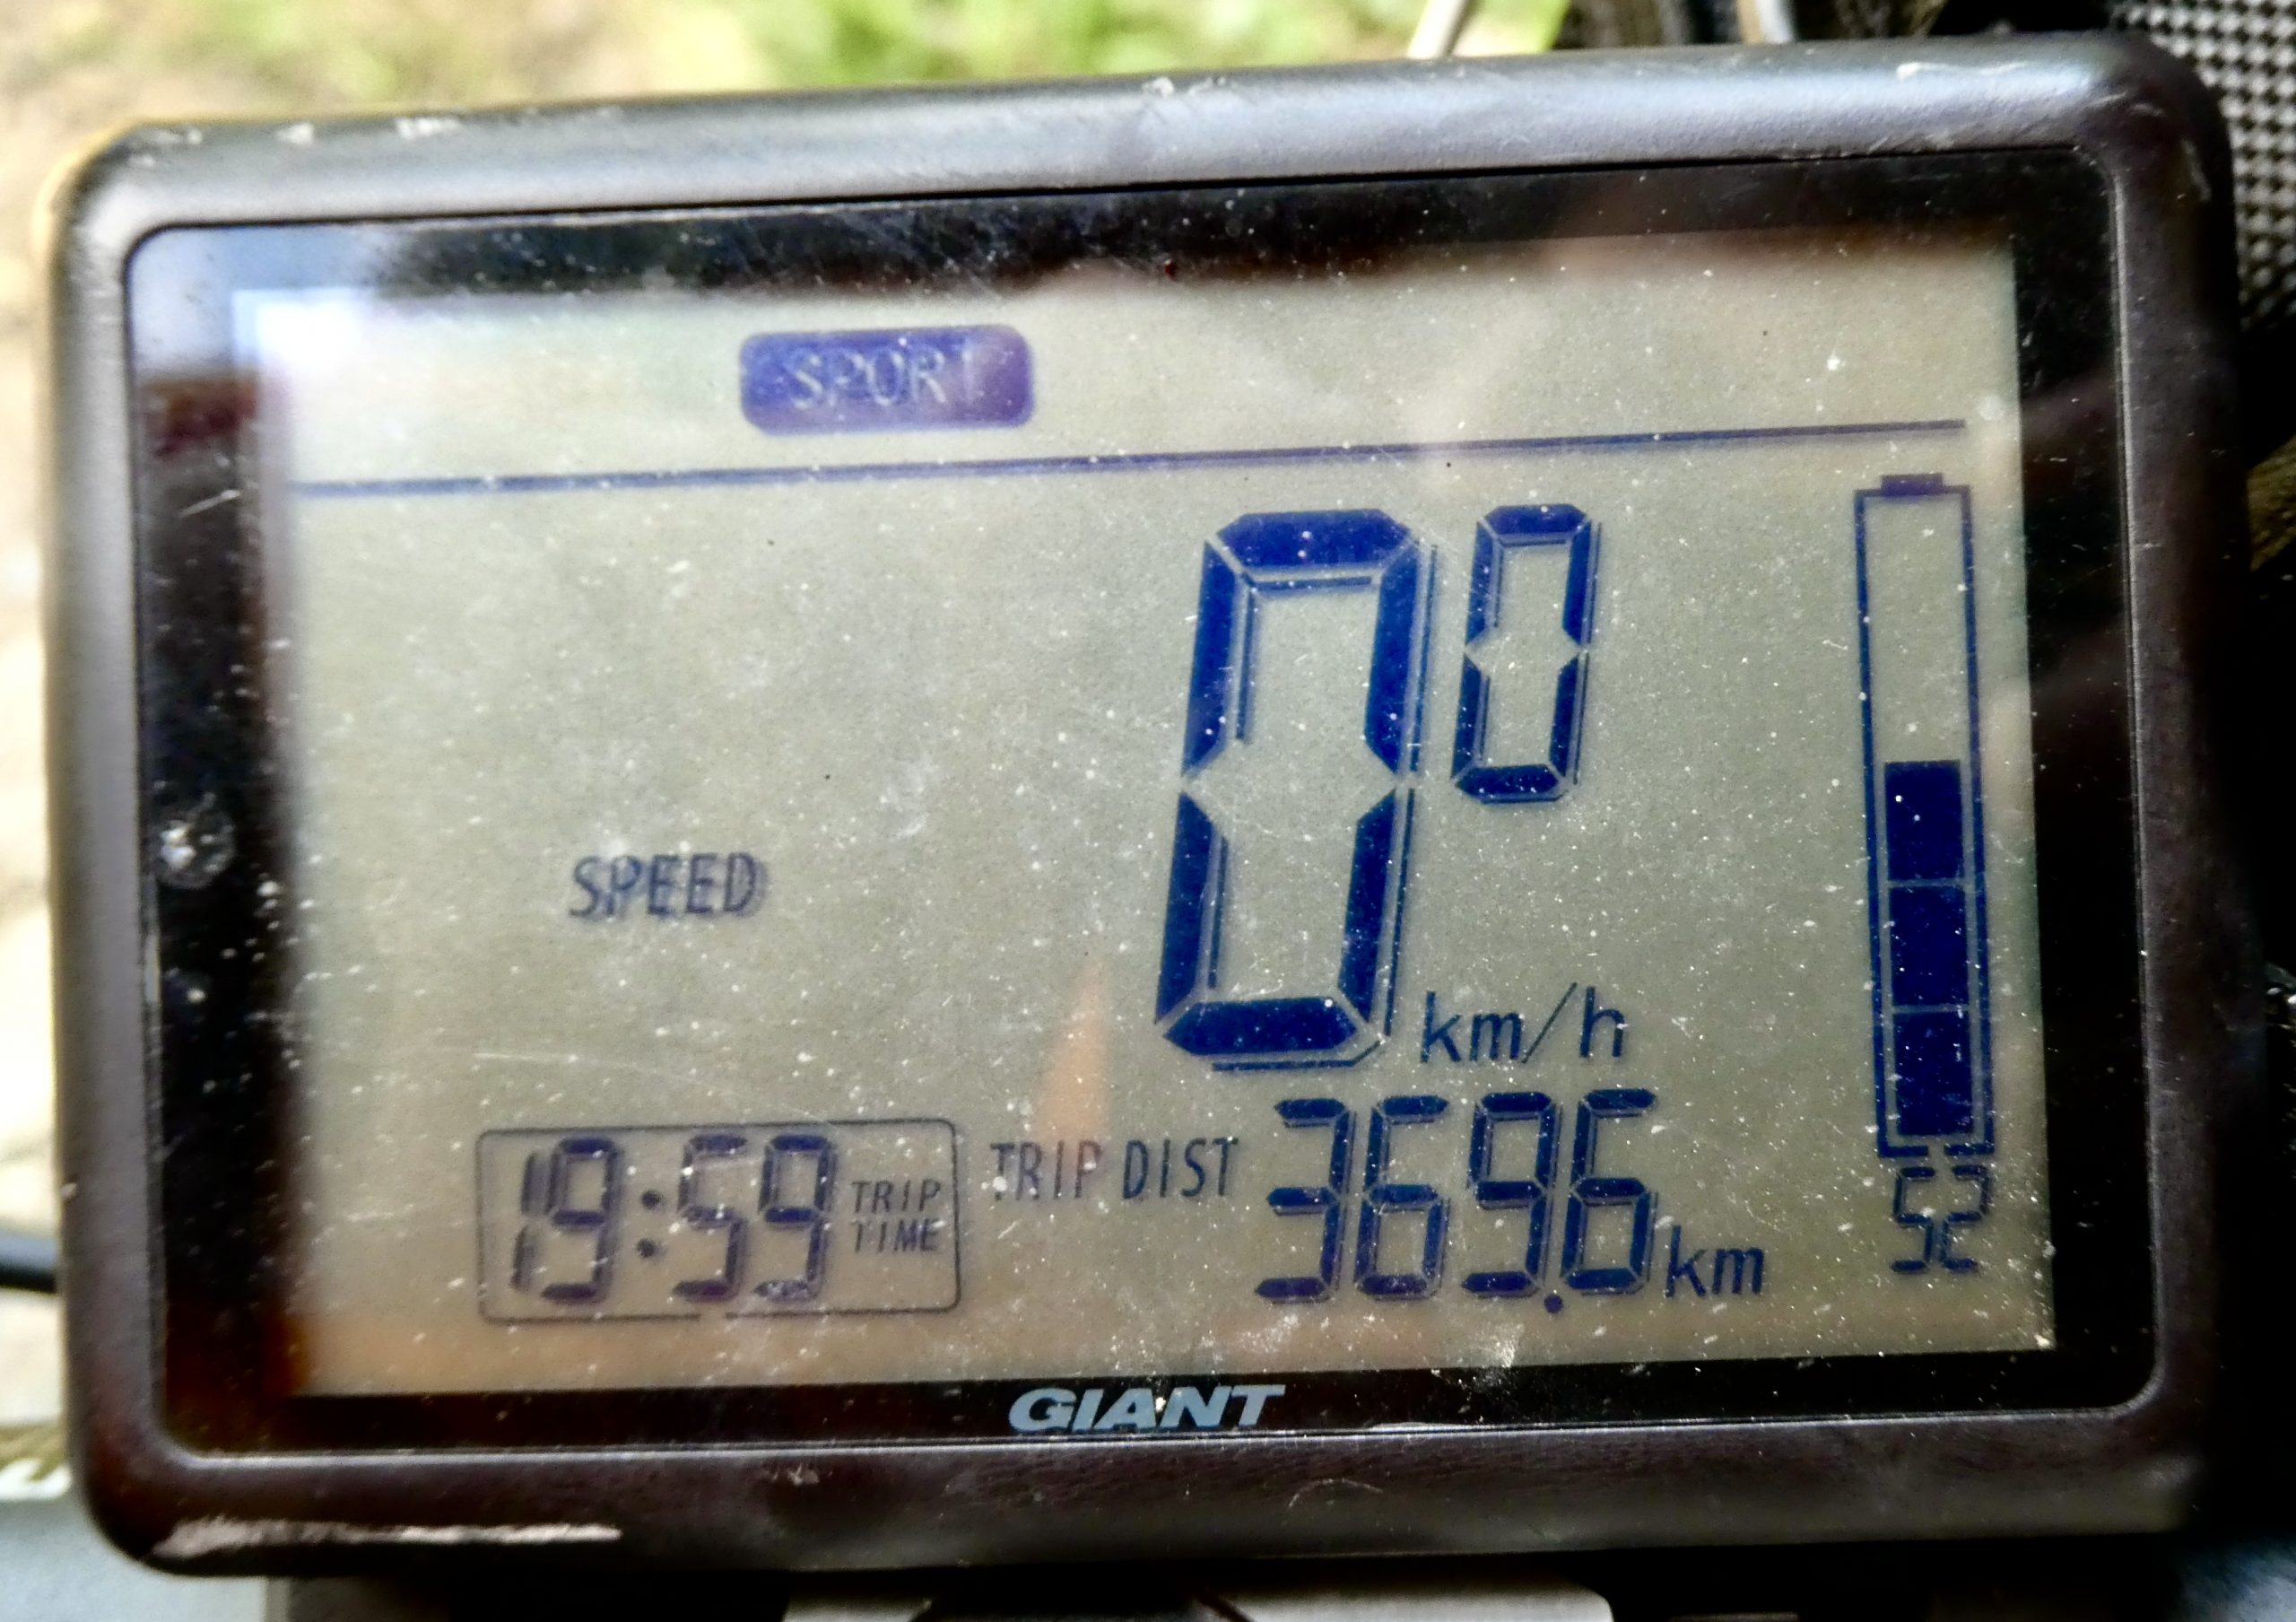 SPORT
SPEED
0.0 km/h
19:59 TRIP TIME
TRIP DIST 369.6 km
52
GIANT